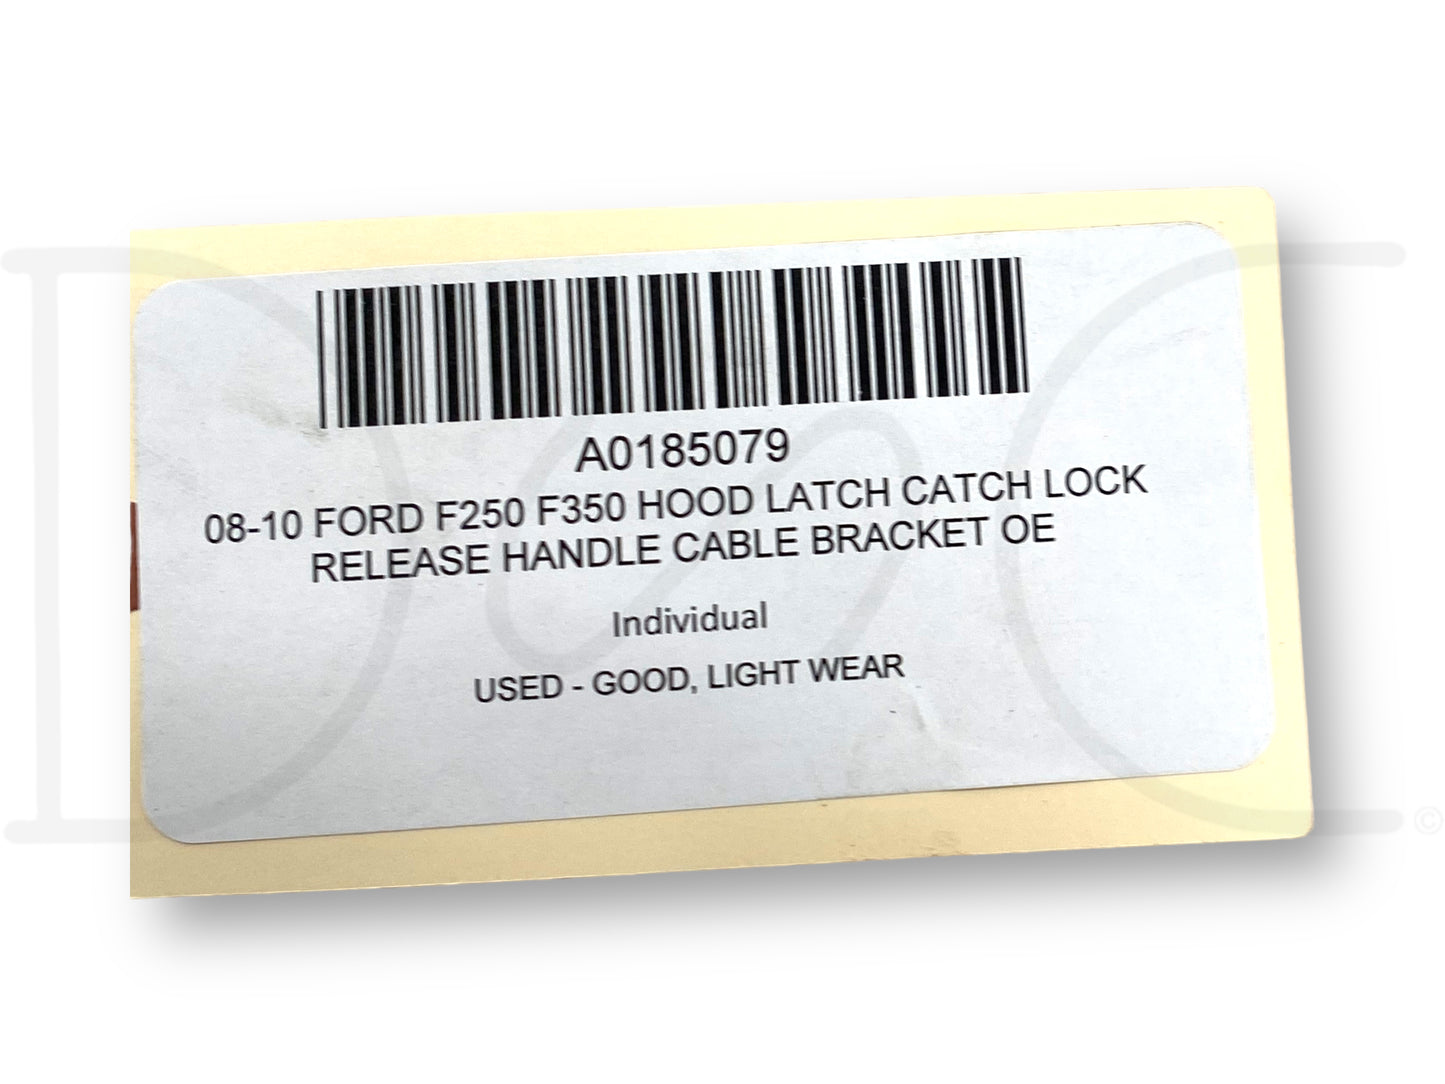 A0185079
08-10 FORD F250 F350 HOOD LATCH CATCH LOCK
RELEASE HANDLE CABLE BRACKET OE
Individual
USED - GOOD, LIGHT WEAR
DnC
©